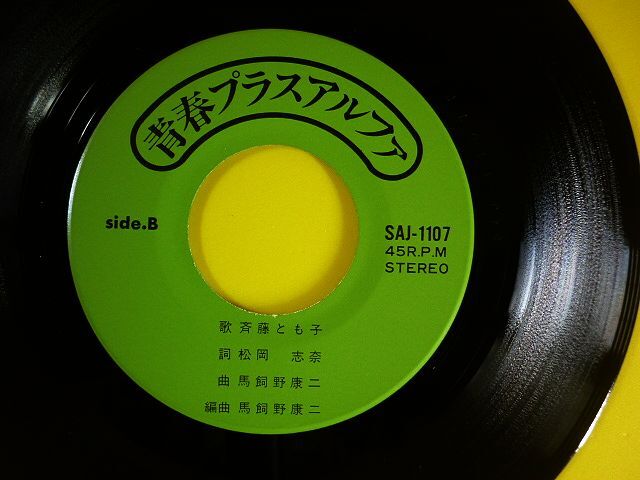 青春プラスアルファ
side.B
SAJ-1107
45R.P.M
STEREO
歌 斉藤とも子
詞 松岡 志奈
曲 馬飼野康二
編曲 馬飼野康二